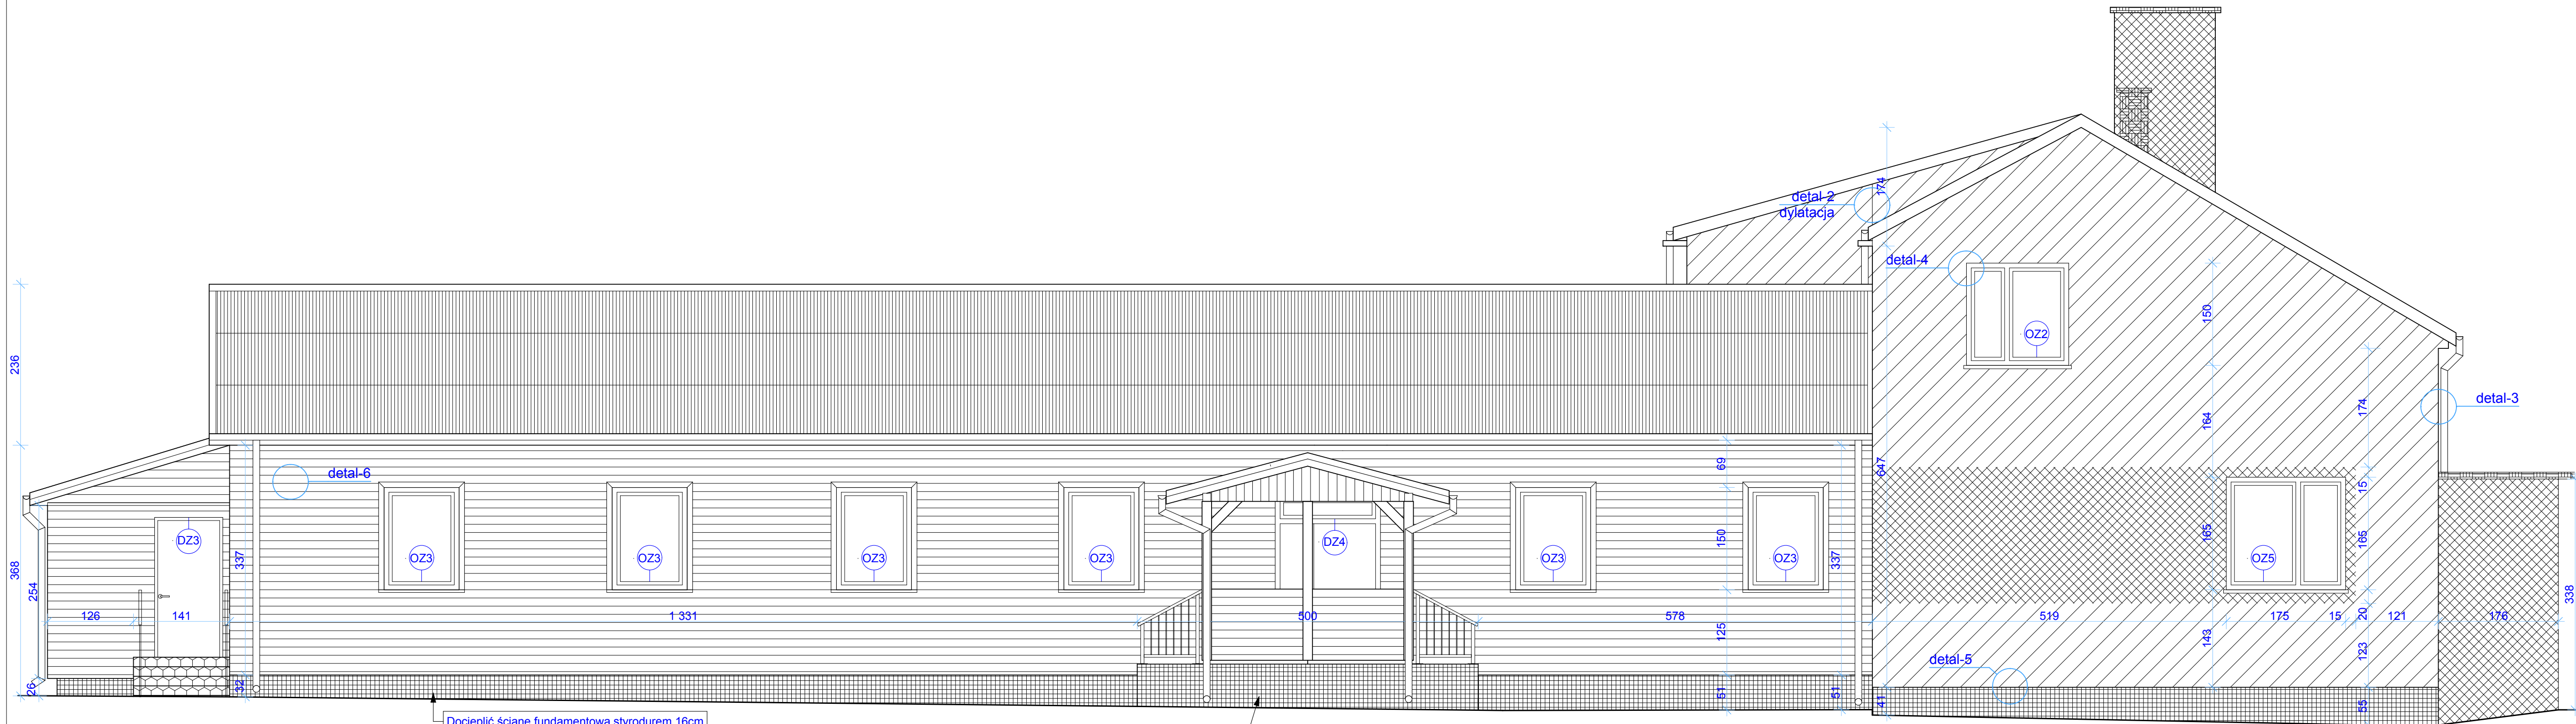 detal-2
dylatacja
174
detal-4
OZ2
150
236
174
164
detal-3
detal-6
69
647
15
DZ3
OZ3
OZ3
OZ3
OZ3
DZ4
OZ3
OZ3
OZ5
337
150
337
165
165
368
254
338
126
141
1 331
500
578
519
175
15
20
121
176
125
143
123
detal-5
26
32
51
51
41
55
Docieplić ścianę fundamentową styrodurem 16cm